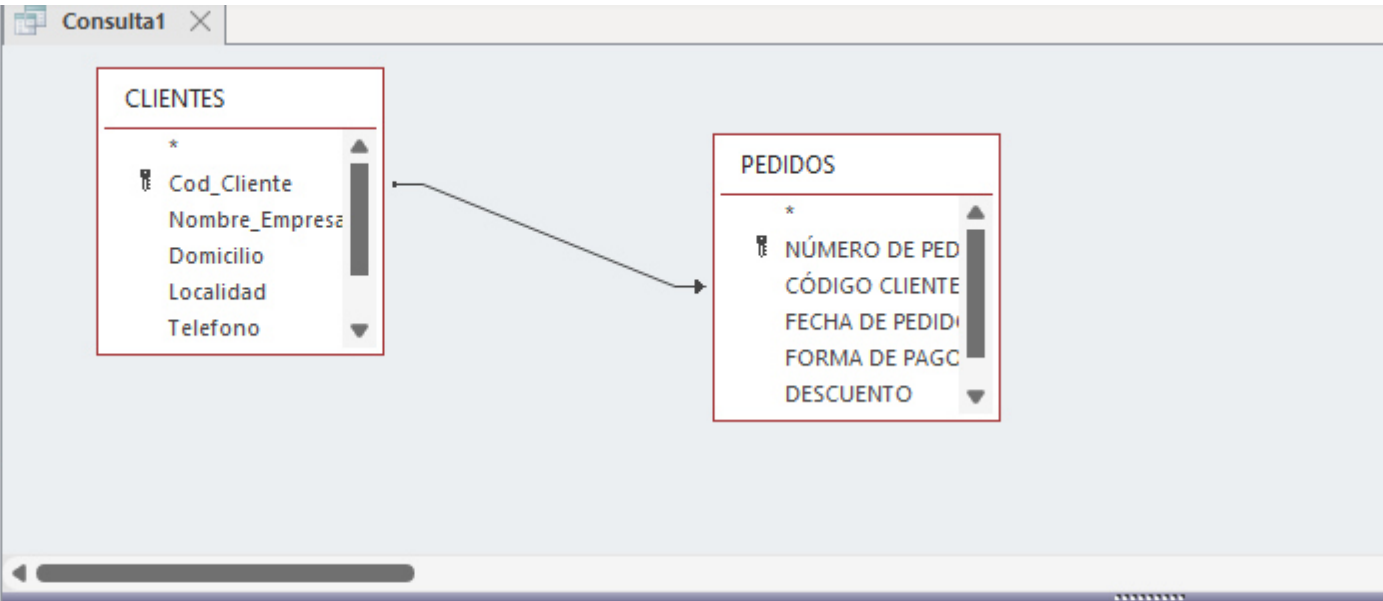 Consulta1
CLIENTES
*
Cod_Cliente
Nombre_Empresa
Domicilio
Localidad
Telefono
PEDIDOS
*
NÚMERO DE PED
CÓDIGO CLIENTE
FECHA DE PEDID
FORMA DE PAGO
DESCUENTO